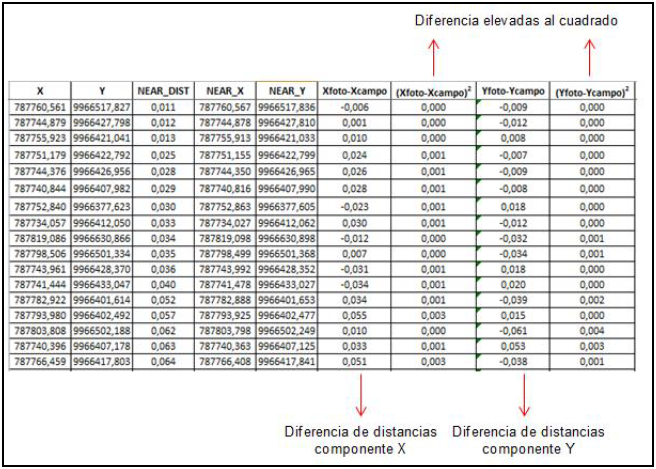 Diferencia elevadas al cuadrado
X Y NEAR_DIST NEAR_X NEAR_Y Xfoto-Xcampo (Xfoto-Xcampo)² Yfoto-Ycampo (Yfoto-Ycampo)²
787760,561 9966517,827 0,011 787760,567 9966517,836 -0,006 0,000 -0,009 0,000
787744,879 9966427,798 0,012 787744,878 9966427,810 0,001 0,000 -0,012 0,000
787755,923 9966421,041 0,013 787755,913 9966421,033 0,010 0,000 0,008 0,000
787751,179 9966422,792 0,025 787751,155 9966422,799 0,024 0,001 -0,007 0,000
787744,376 9966426,956 0,028 787744,350 9966426,965 0,026 0,001 -0,009 0,000
787740,844 9966407,982 0,029 787740,816 9966407,990 0,028 0,001 -0,008 0,000
787752,840 9966377,623 0,030 787752,863 9966377,605 -0,023 0,001 0,018 0,000
787734,057 9966412,050 0,033 787734,027 9966412,062 0,030 0,001 -0,012 0,000
787819,086 9966630,866 0,034 787819,098 9966630,898 -0,012 0,000 -0,032 0,001
787798,506 9966501,334 0,035 787798,499 9966501,368 0,007 0,000 -0,034 0,001
787743,961 9966428,370 0,036 787743,992 9966428,352 -0,031 0,001 0,018 0,000
787741,444 9966433,047 0,040 787741,478 9966433,027 -0,034 0,001 0,020 0,000
787782,922 9966401,614 0,052 787782,888 9966401,653 0,034 0,001 -0,039 0,002
787793,980 9966402,492 0,057 787793,925 9966402,477 0,055 0,003 0,015 0,000
787803,808 9966502,188 0,062 787803,798 9966502,249 0,010 0,000 -0,061 0,004
787740,396 9966407,178 0,063 787740,363 9966407,125 0,033 0,001 0,053 0,003
787766,459 9966417,803 0,064 787766,408 9966417,841 0,051 0,003 -0,038 0,001
Diferencia de distancias
componente X
Diferencia de distancias
componente Y